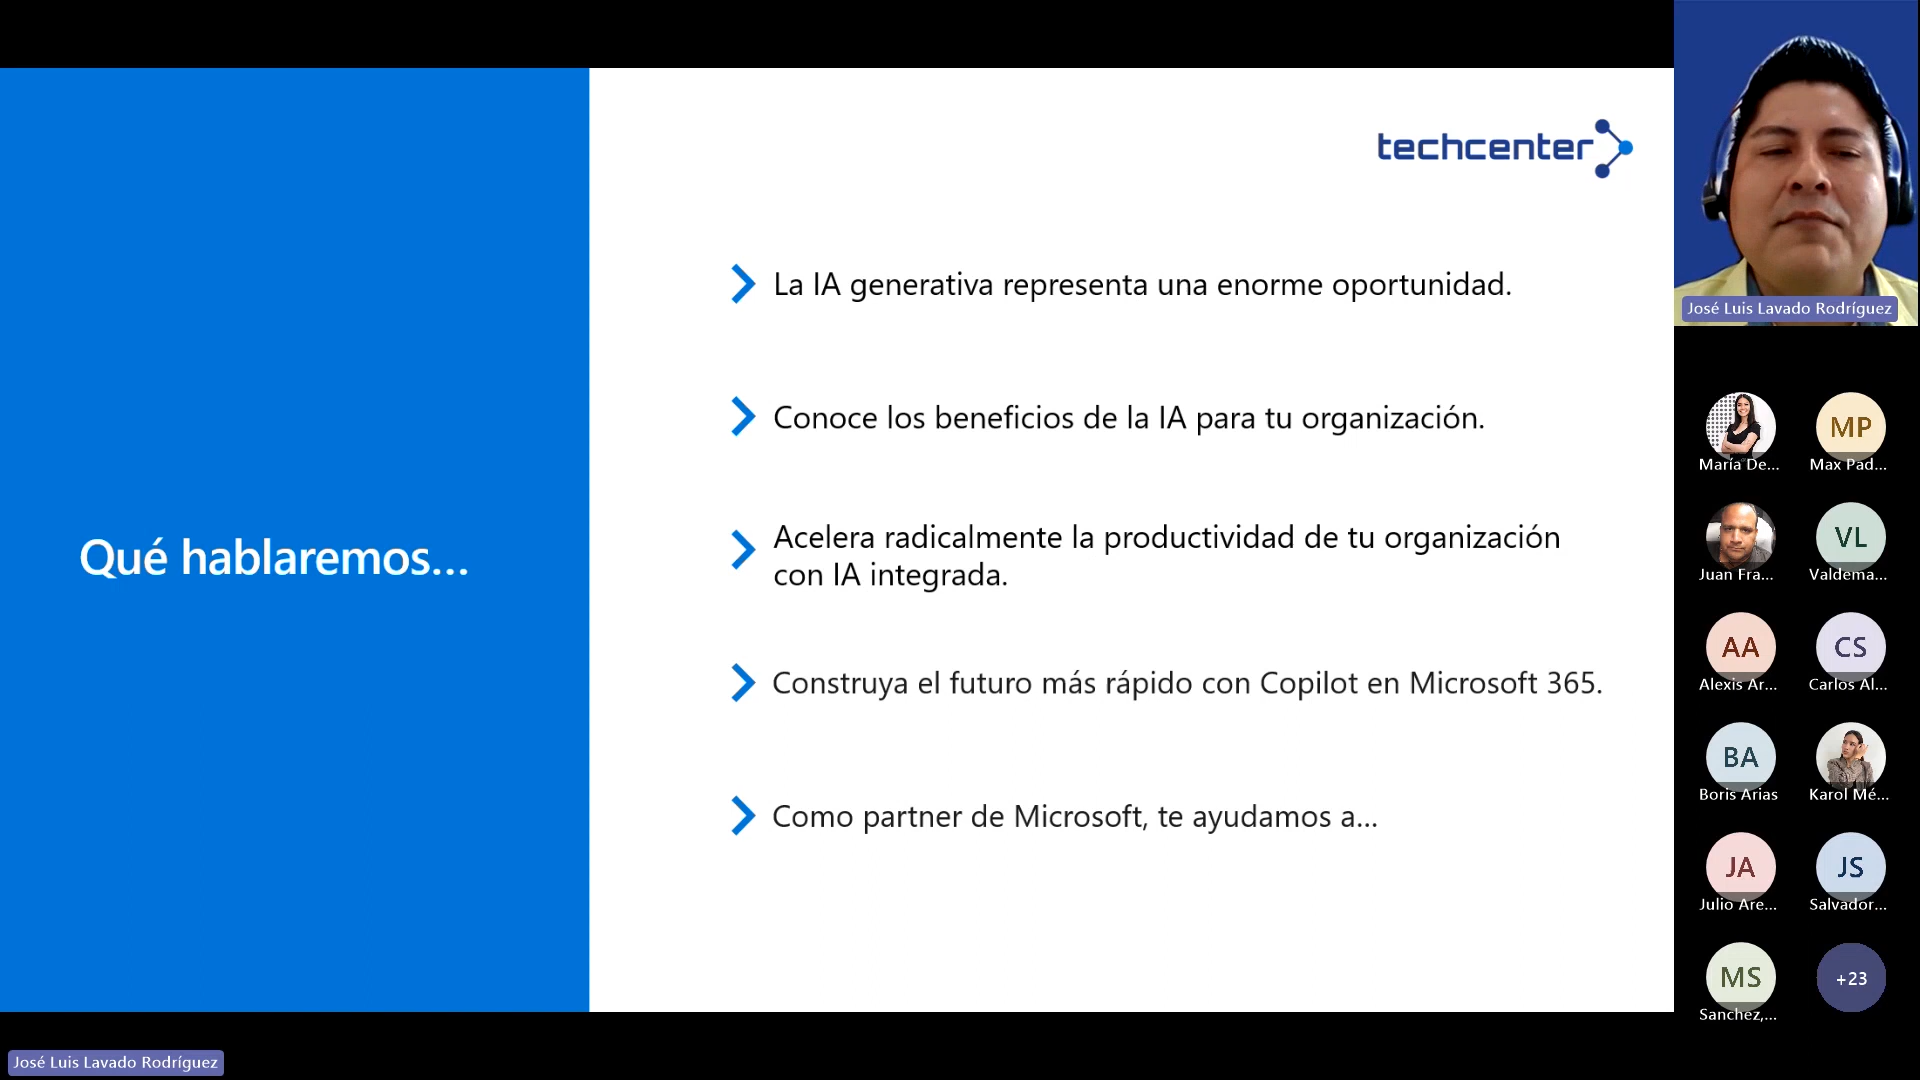 techcenter
Qué hablaremos...
La IA generativa representa una enorme oportunidad.
Conoce los beneficios de la IA para tu organización.
Acelera radicalmente la productividad de tu organización
con IA integrada.
Construya el futuro más rápido con Copilot en Microsoft 365.
Como partner de Microsoft, te ayudamos a...
José Luis Lavado Rodríguez
María De...
MP
Max Pad...
Juan Fra...
VL
Valdema...
AA
Alexis Ar...
CS
Carlos Al...
BA
Boris Arias
Karol Mé...
JA
Julio Are...
JS
Salvador...
MS
Sanchez,...
+23
José Luis Lavado Rodríguez